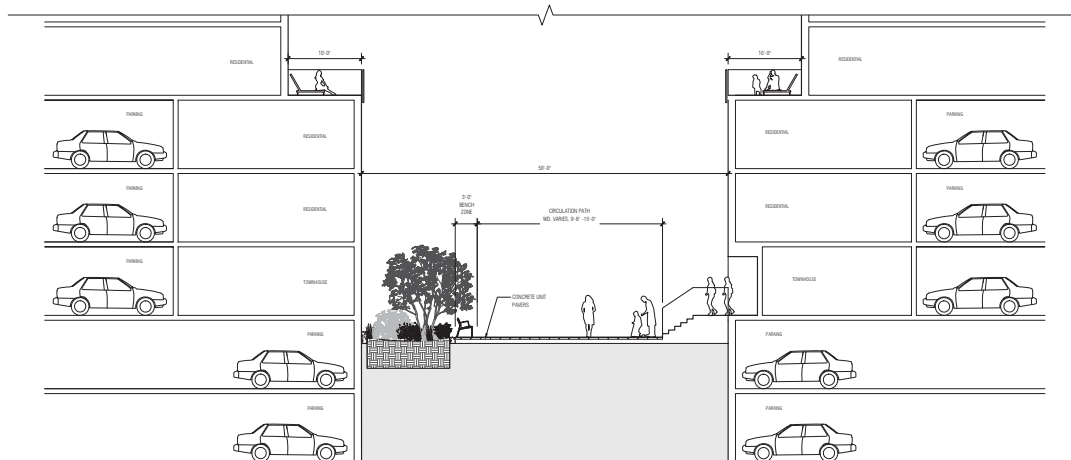 10'-0"
10'-0"
RESIDENTIAL
RESIDENTIAL
PARKING
PARKING
RESIDENTIAL
RESIDENTIAL
50'-0"
PARKING
PARKING
3'-0"
BENCH
ZONE
CIRCULATION PATH
WD. VARIES, 9'-8" -15'-0"
RESIDENTIAL
RESIDENTIAL
PARKING
PARKING
TOWNHOUSE
TOWNHOUSE
CONCRETE UNIT
PAVERS
PARKING
PARKING
PARKING
PARKING